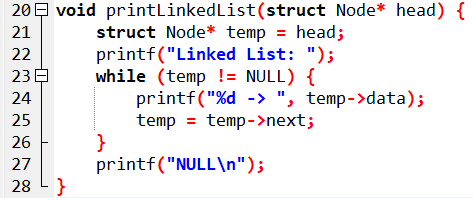 20 void printLinkedList(struct Node* head) {
21     struct Node* temp = head;
22     printf("Linked List: ");
23     while (temp != NULL) {
24         printf("%d -> ", temp->data);
25         temp = temp->next;
26     }
27     printf("NULL\n");
28 }